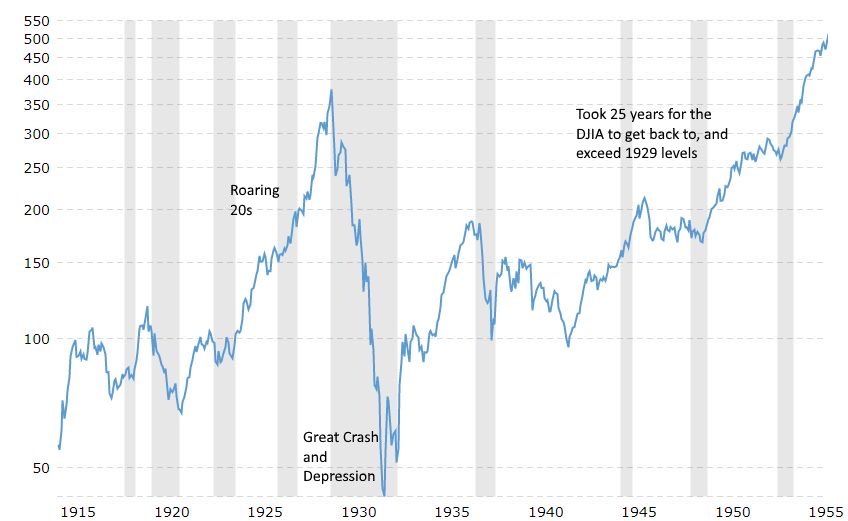 550
500
450
400
350
300
250
200
150
100
50
Took 25 years for the
DJIA to get back to, and
exceed 1929 levels
Roaring
20s
Great Crash
and
Depression
1915 1920 1925 1930 1935 1940 1945 1950 1955